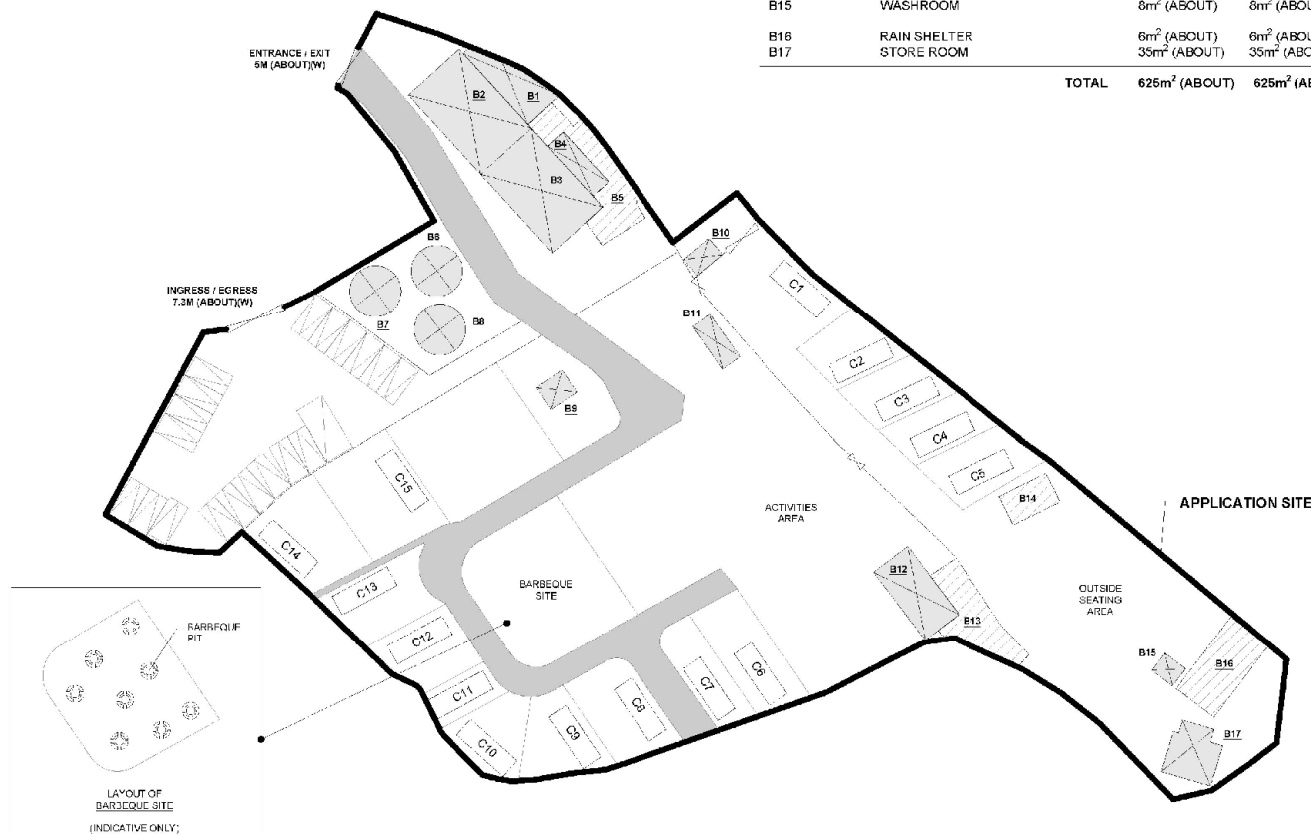 B15 WASHROOM 8m² (ABOUT)
B16 RAIN SHELTER 6m² (ABOUT)
B17 STORE ROOM 35m² (ABOUT)
TOTAL 625m² (ABOUT)
ENTRANCE / EXIT
5M (ABOUT)(W)
B2
B1
B4
B3
B5
B10
B6
INGRESS / EGRESS
7.3M (ABOUT)(W)
B7
B8
B11
B9
C1
C2
C3
C4
C5
B14
APPLICATION SITE
C15
ACTIVITIES
AREA
C14
C13
BARBEQUE
SITE
B12
B13
OUTSIDE
SEATING
AREA
C12
C11
C10
C9
C8
C7
C6
B15
B16
B17
BARBEQUE
PIT
LAYOUT OF
BARBEQUE SITE
(INDICATIVE ONLY)